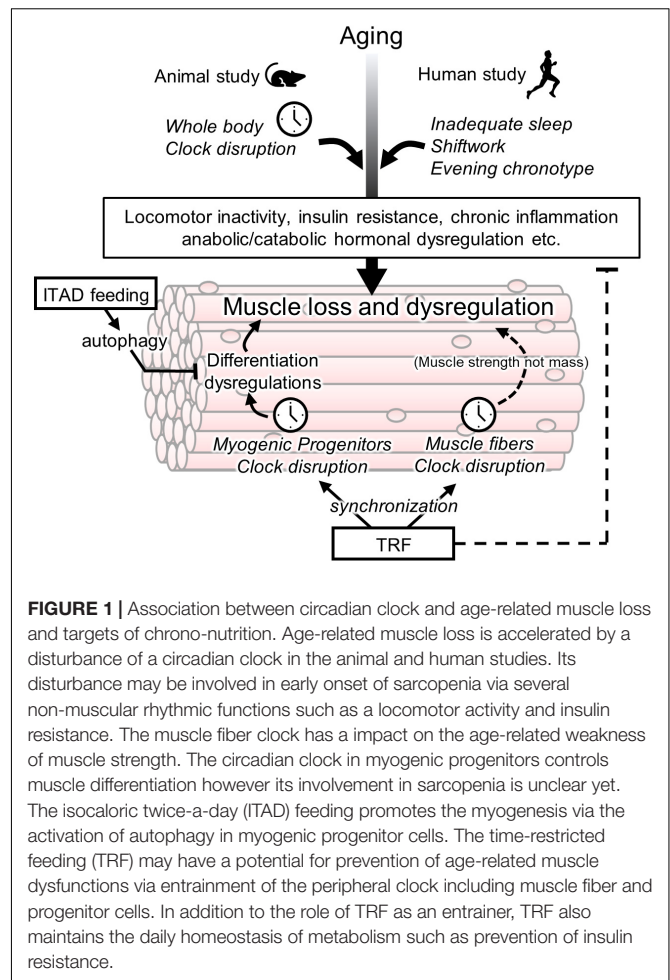 Aging
Animal study
Human study
Whole body
Clock disruption
Inadequate sleep
Shiftwork
Evening chronotype
Locomotor inactivity, insulin resistance, chronic inflammation
anabolic/catabolic hormonal dysregulation etc.
ITAD feeding
Muscle loss and dysregulation
autophagy
Differentiation
dysregulations
(Muscle strength not mass)
Myogenic Progenitors
Clock disruption
Muscle fibers
Clock disruption
synchronization
TRF
FIGURE 1 | Association between circadian clock and age-related muscle loss
and targets of chrono-nutrition. Age-related muscle loss is accelerated by a
disturbance of a circadian clock in the animal and human studies. Its
disturbance may be involved in early onset of sarcopenia via several
non-muscular rhythmic functions such as a locomotor activity and insulin
resistance. The muscle fiber clock has a impact on the age-related weakness
of muscle strength. The circadian clock in myogenic progenitors controls
muscle differentiation however its involvement in sarcopenia is unclear yet.
The isocaloric twice-a-day (ITAD) feeding promotes the myogenesis via the
activation of autophagy in myogenic progenitor cells. The time-restricted
feeding (TRF) may have a potential for prevention of age-related muscle
dysfunctions via entrainment of the peripheral clock including muscle fiber and
progenitor cells. In addition to the role of TRF as an entrainer, TRF also
maintains the daily homeostasis of metabolism such as prevention of insulin
resistance.